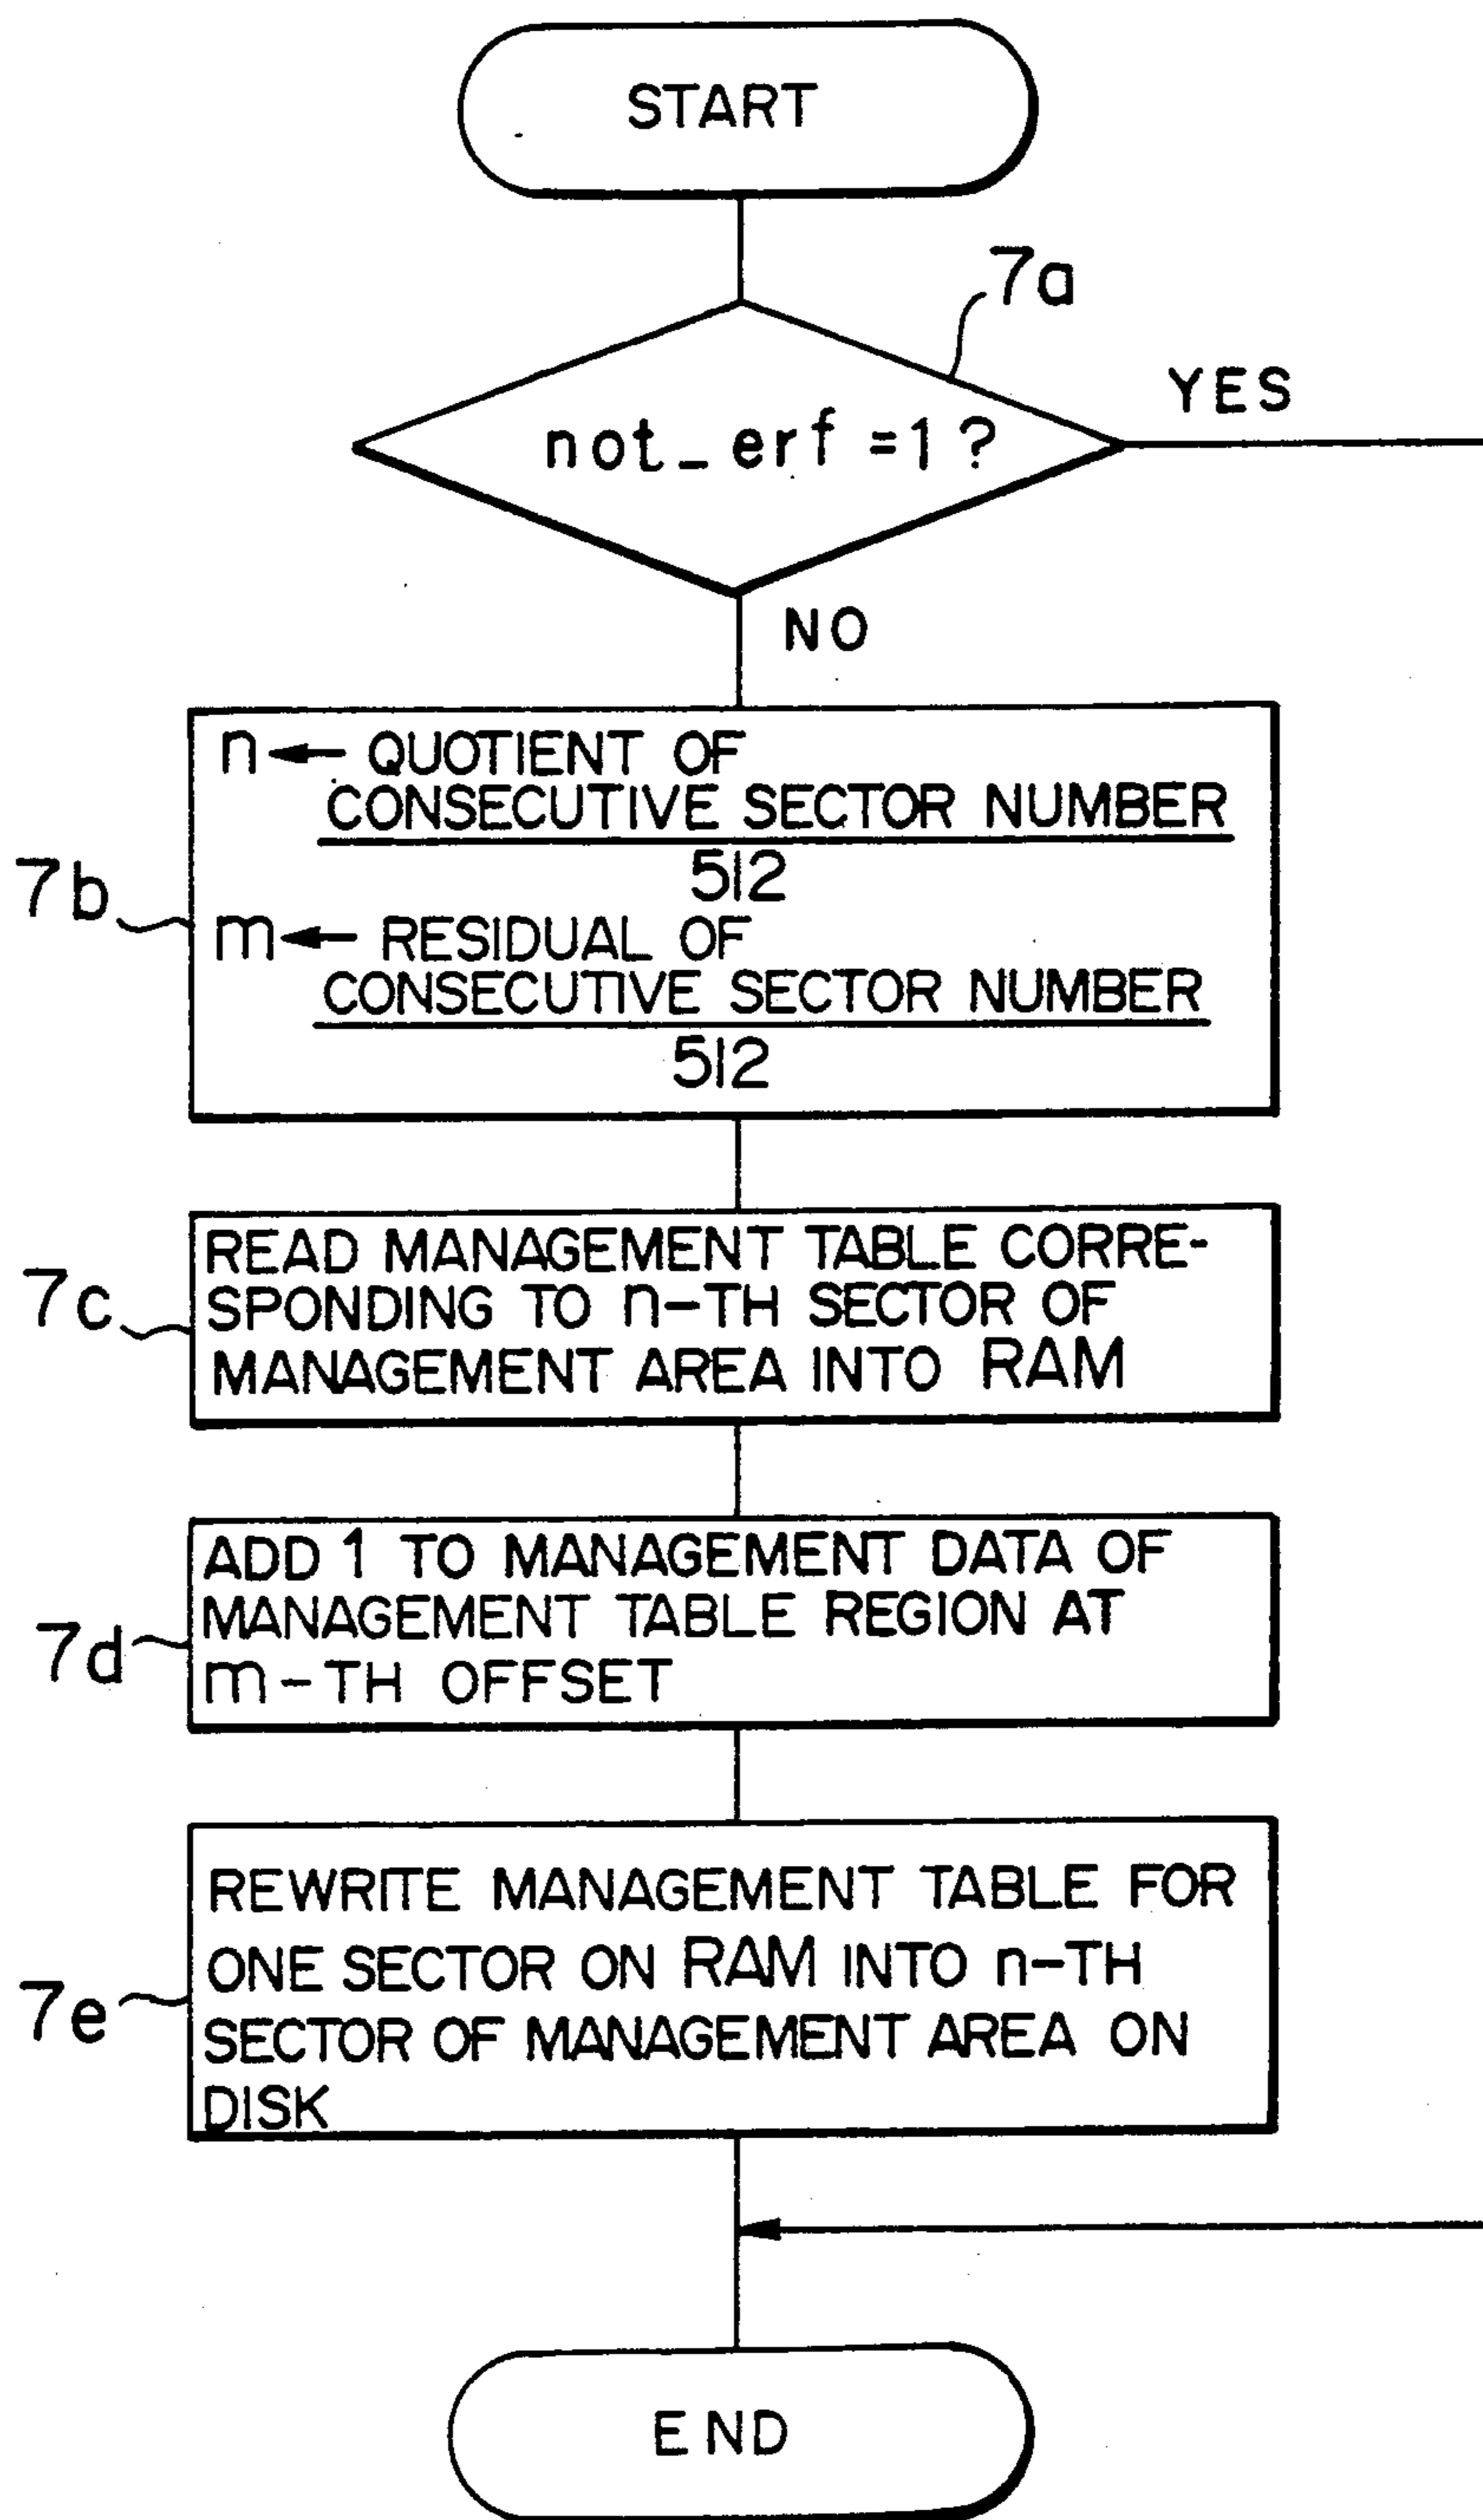 START
7a
not_erf =1?
YES
NO
7b
n← QUOTIENT OF
CONSECUTIVE SECTOR NUMBER
512
m← RESIDUAL OF
CONSECUTIVE SECTOR NUMBER
512
7c
READ MANAGEMENT TABLE CORRE-
SPONDING TO n-TH SECTOR OF
MANAGEMENT AREA INTO RAM
7d
ADD 1 TO MANAGEMENT DATA OF
MANAGEMENT TABLE REGION AT
m-TH OFFSET
7e
REWRITE MANAGEMENT TABLE FOR
ONE SECTOR ON RAM INTO n-TH
SECTOR OF MANAGEMENT AREA ON
DISK
END